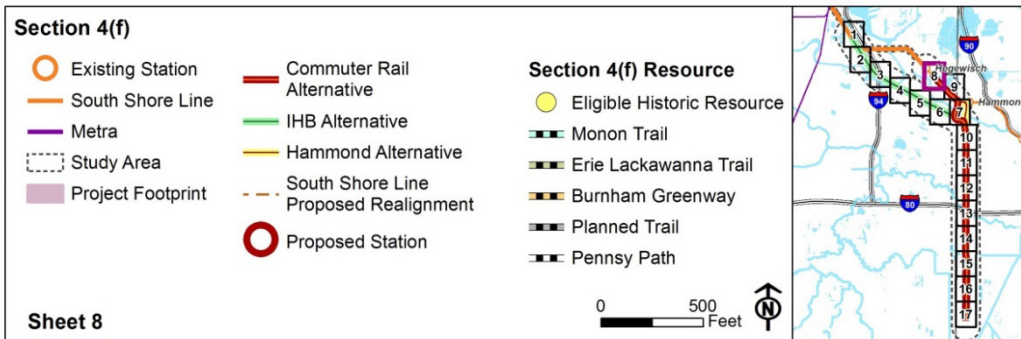 Section 4(f)
Existing Station
South Shore Line
Metra
Study Area
Project Footprint
Commuter Rail
Alternative
IHB Alternative
Hammond Alternative
South Shore Line
Proposed Realignment
Proposed Station
Section 4(f) Resource
Eligible Historic Resource
Monon Trail
Erie Lackawanna Trail
Burnham Greenway
Planned Trail
Pennsy Path
Sheet 8
0 500
Feet
N
1
2
3
4
5
6
7
8
9
10
11
12
13
14
15
16
17
Hegewisch
Hammon
90
94
80